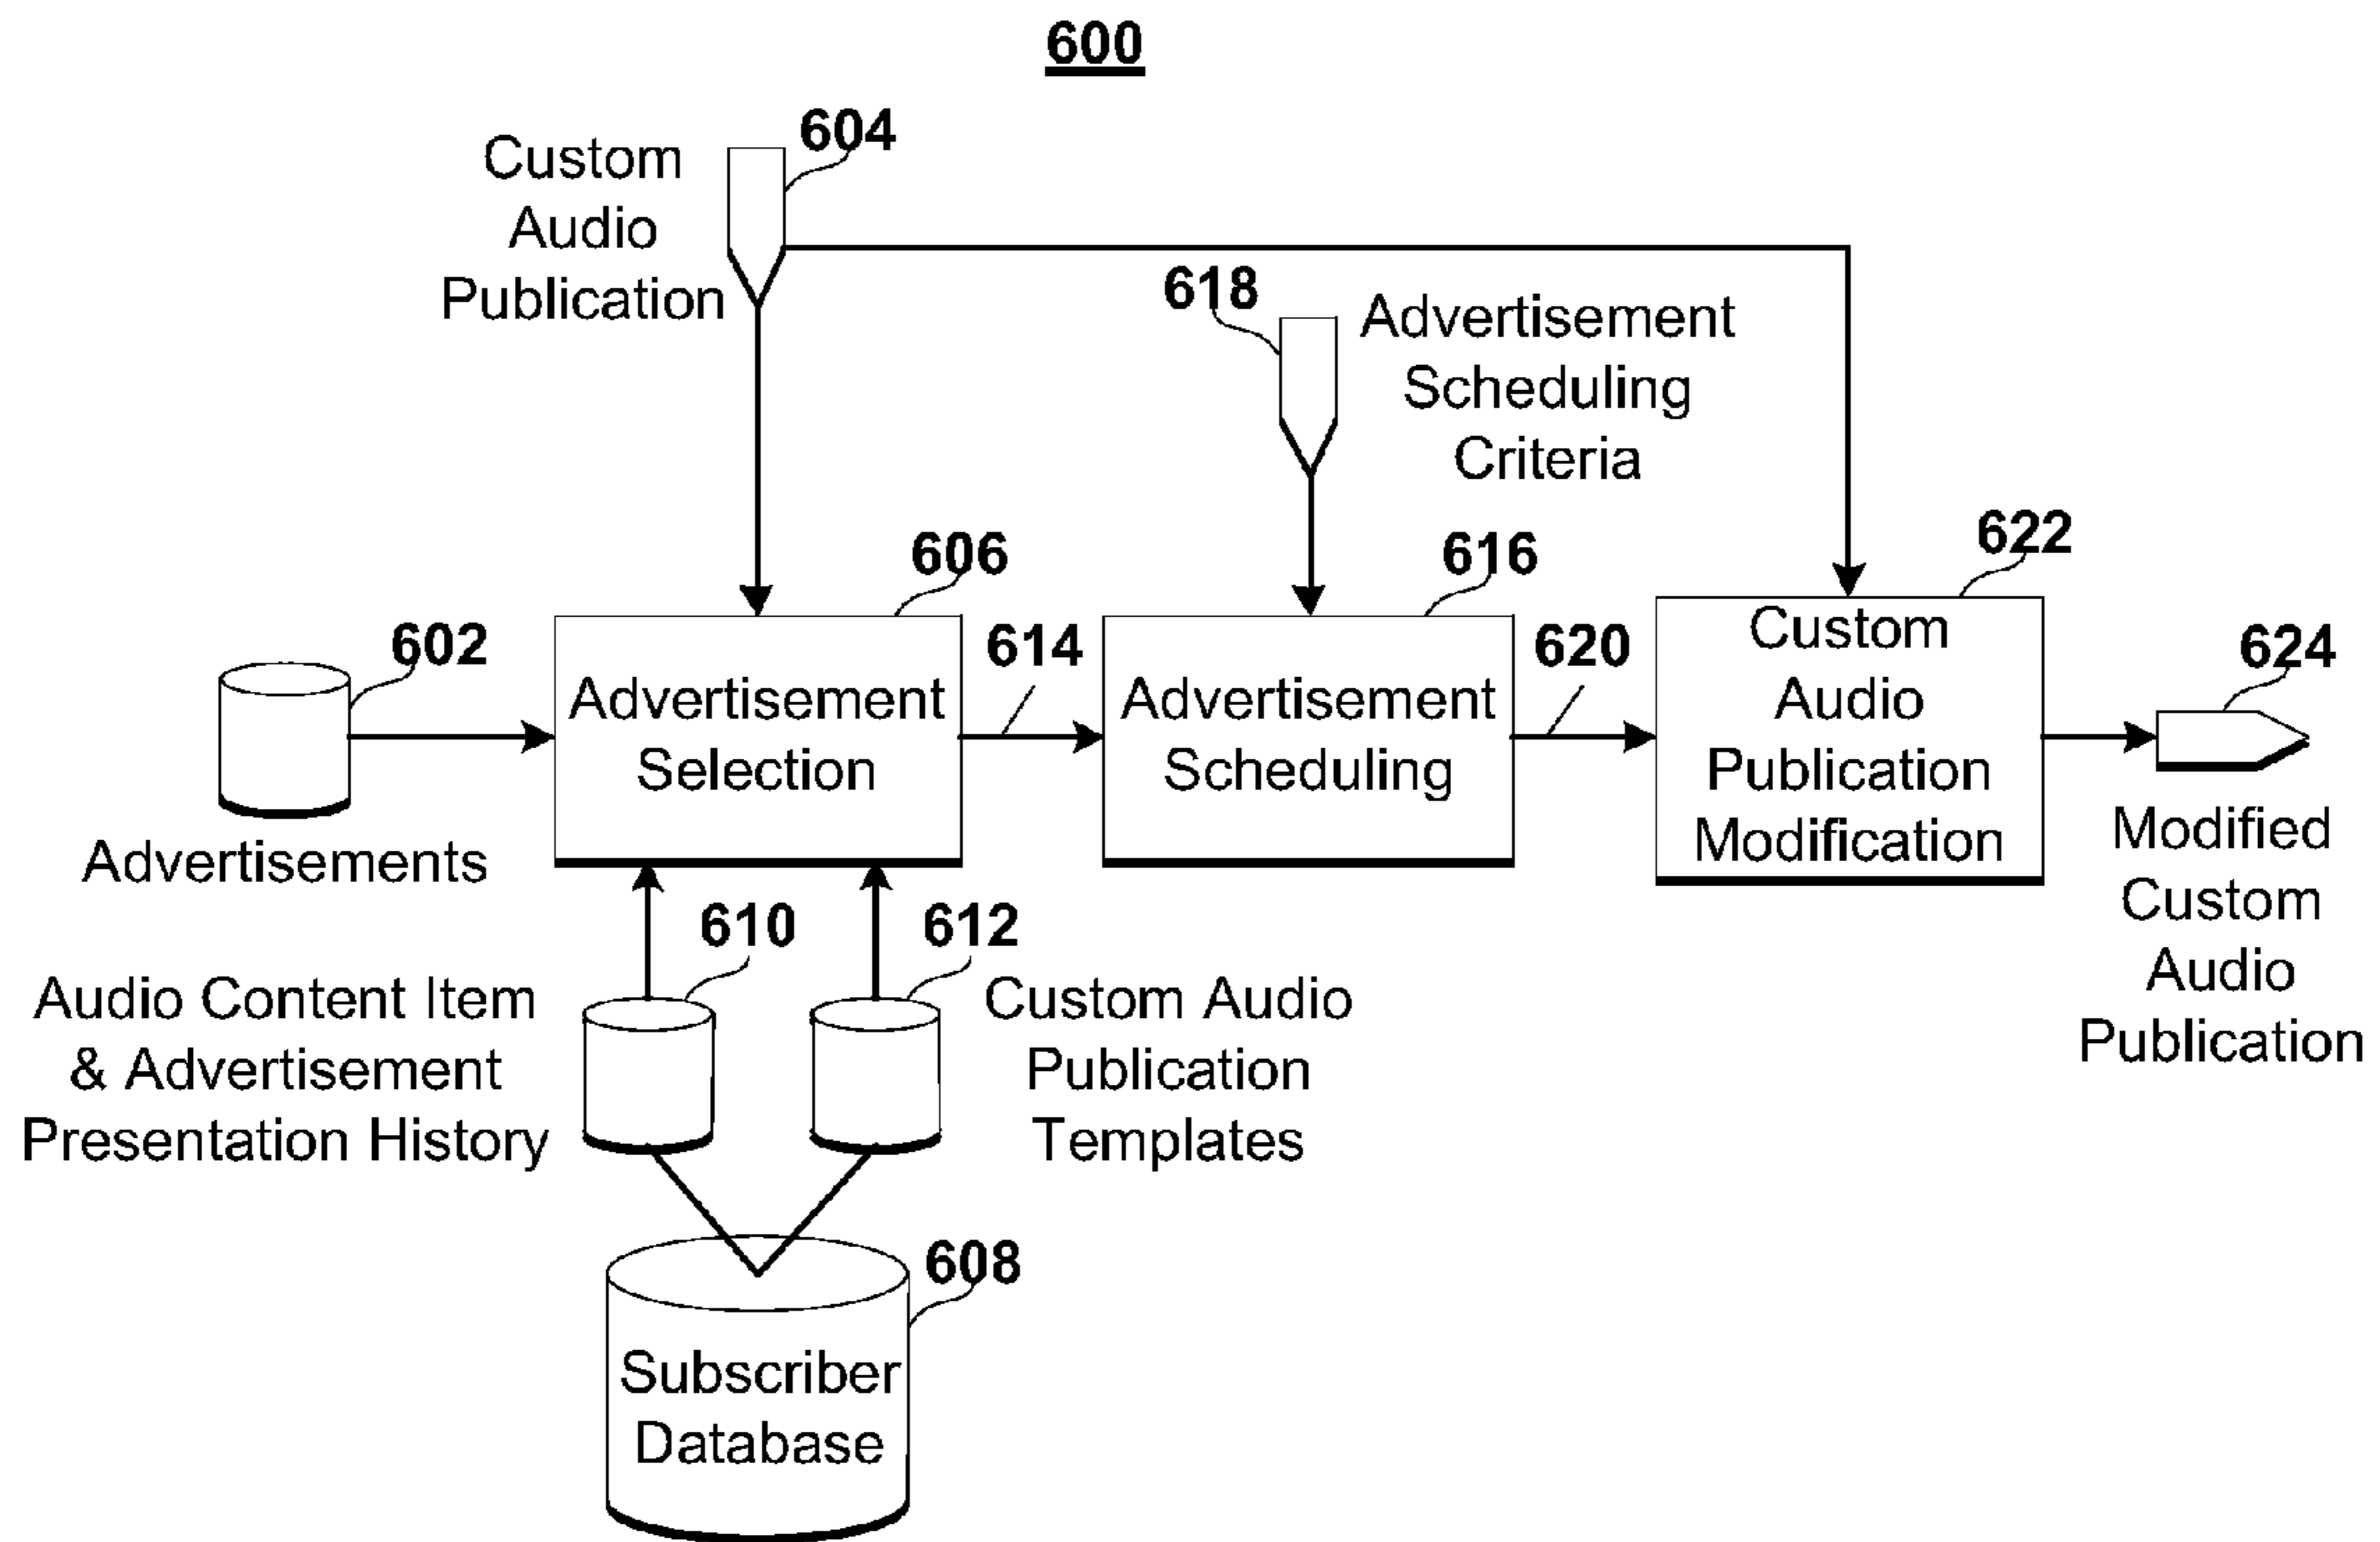 600
604
Custom
Audio
Publication
618
Advertisement
Scheduling
Criteria
606
616
622
602
Advertisements
Advertisement
Selection
614
Advertisement
Scheduling
620
Custom
Audio
Publication
Modification
624
Modified
Custom
Audio
Publication
610
612
Audio Content Item
& Advertisement
Presentation History
Custom Audio
Publication
Templates
608
Subscriber
Database